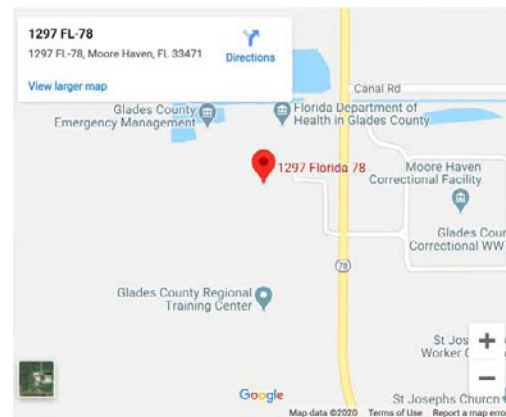 1297 FL-78
1297 FL-78, Moore Haven, FL 33471
Directions
View larger map
Canal Rd
Glades County
Emergency Management
Florida Department of
Health in Glades County
1297 Florida 78
Moore Haven
Correctional Facility
Glades Coun
Correctional WW
78
Glades County Regional
Training Center
St Jos
Worker C
+
−
Google
St Josephs Church
Map data ©2020
Terms of Use
Report a map erro